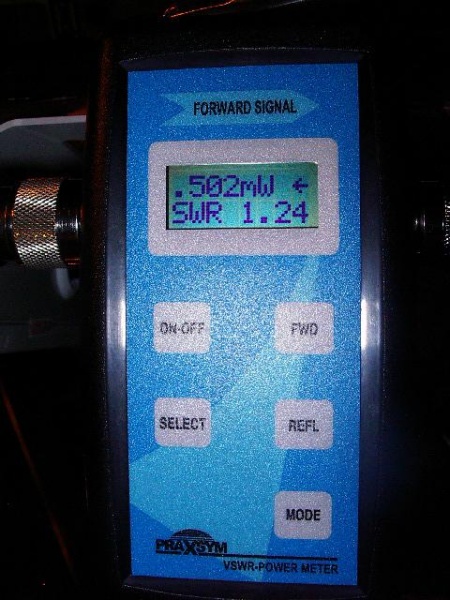 FORWARD SIGNAL
.502mW ←
SWR 1.24
ON-OFF FWD
SELECT REFL
MODE
PRAXSYM
VSWR-POWER METER